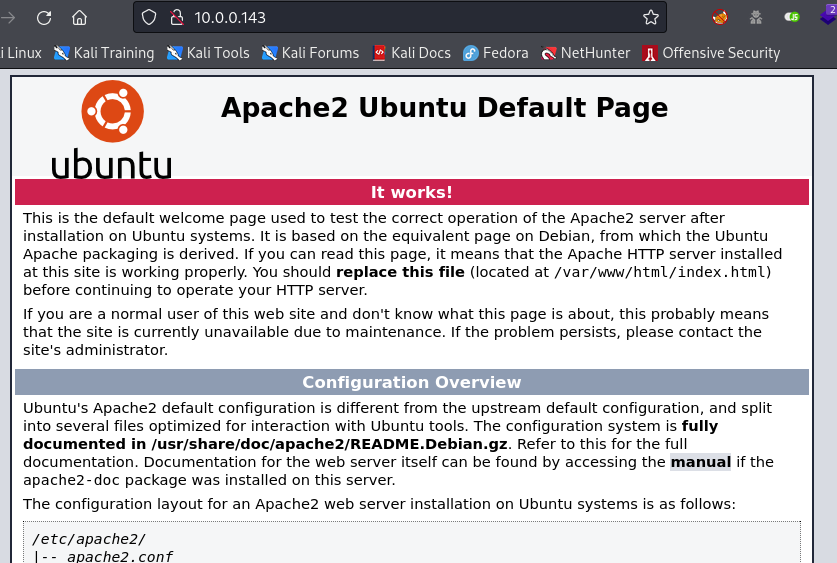 10.0.0.143
2
i Linux Kali Training Kali Tools Kali Forums Kali Docs Fedora NetHunter Offensive Security
Apache2 Ubuntu Default Page
ubuntu
It works!
This is the default welcome page used to test the correct operation of the Apache2 server after
installation on Ubuntu systems. It is based on the equivalent page on Debian, from which the Ubuntu
Apache packaging is derived. If you can read this page, it means that the Apache HTTP server installed
at this site is working properly. You should replace this file (located at /var/www/html/index.html)
before continuing to operate your HTTP server.
If you are a normal user of this web site and don't know what this page is about, this probably means
that the site is currently unavailable due to maintenance. If the problem persists, please contact the
site's administrator.
Configuration Overview
Ubuntu's Apache2 default configuration is different from the upstream default configuration, and split
into several files optimized for interaction with Ubuntu tools. The configuration system is fully
documented in /usr/share/doc/apache2/README.Debian.gz. Refer to this for the full
documentation. Documentation for the web server itself can be found by accessing the manual if the
apache2-doc package was installed on this server.
The configuration layout for an Apache2 web server installation on Ubuntu systems is as follows:
/etc/apache2/
|-- apache2.conf